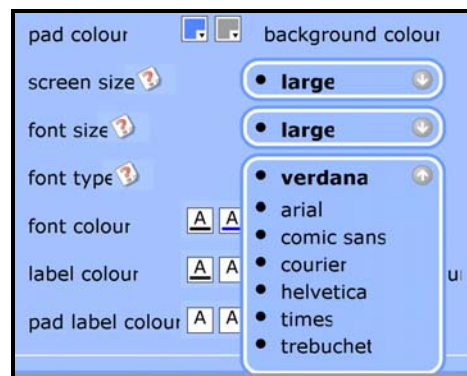 pad colour background colour
screen size ? large
font size ? large
font type ? verdana
arial
font colour A A
comic sans
courier
label colour A A
helvetica
times
pad label colour A A
trebuchet